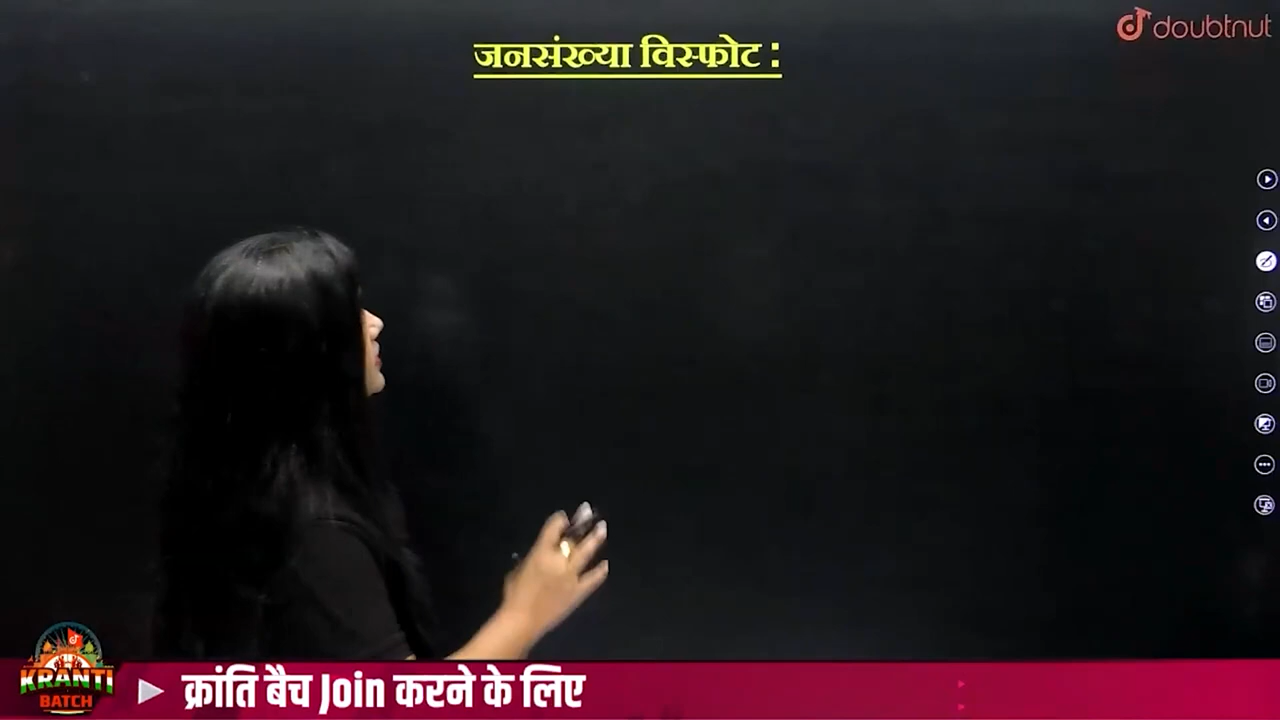 doubtnut
जनसंख्या विस्फोट :
KRANTI
BATCH
क्रांति बैच Join करने के लिए